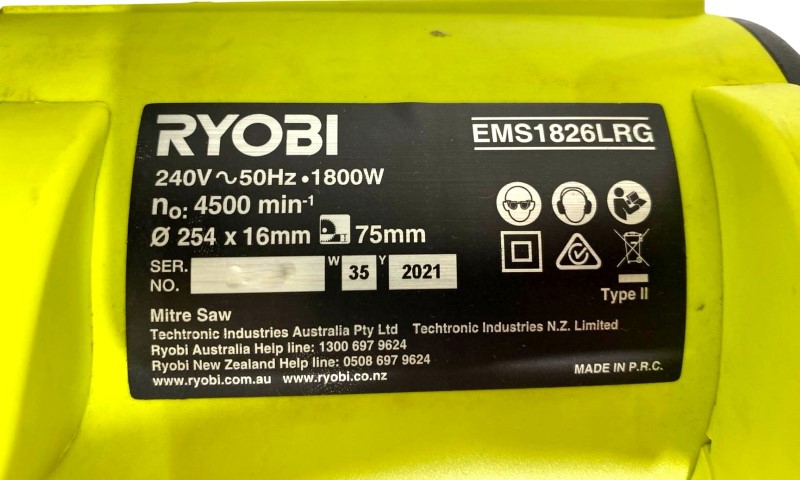 RYOBI
EMS1826LRG
240V ~ 50Hz • 1800W
no: 4500 min-1
Ø 254 x 16mm 75mm
SER. NO. W 35 Y 2021
Type II
Mitre Saw
Techtronic Industries Australia Pty Ltd Techtronic Industries N.Z. Limited
Ryobi Australia Help line: 1300 697 9624
Ryobi New Zealand Help line: 0508 697 9624
www.ryobi.com.au www.ryobi.co.nz
MADE IN P.R.C.